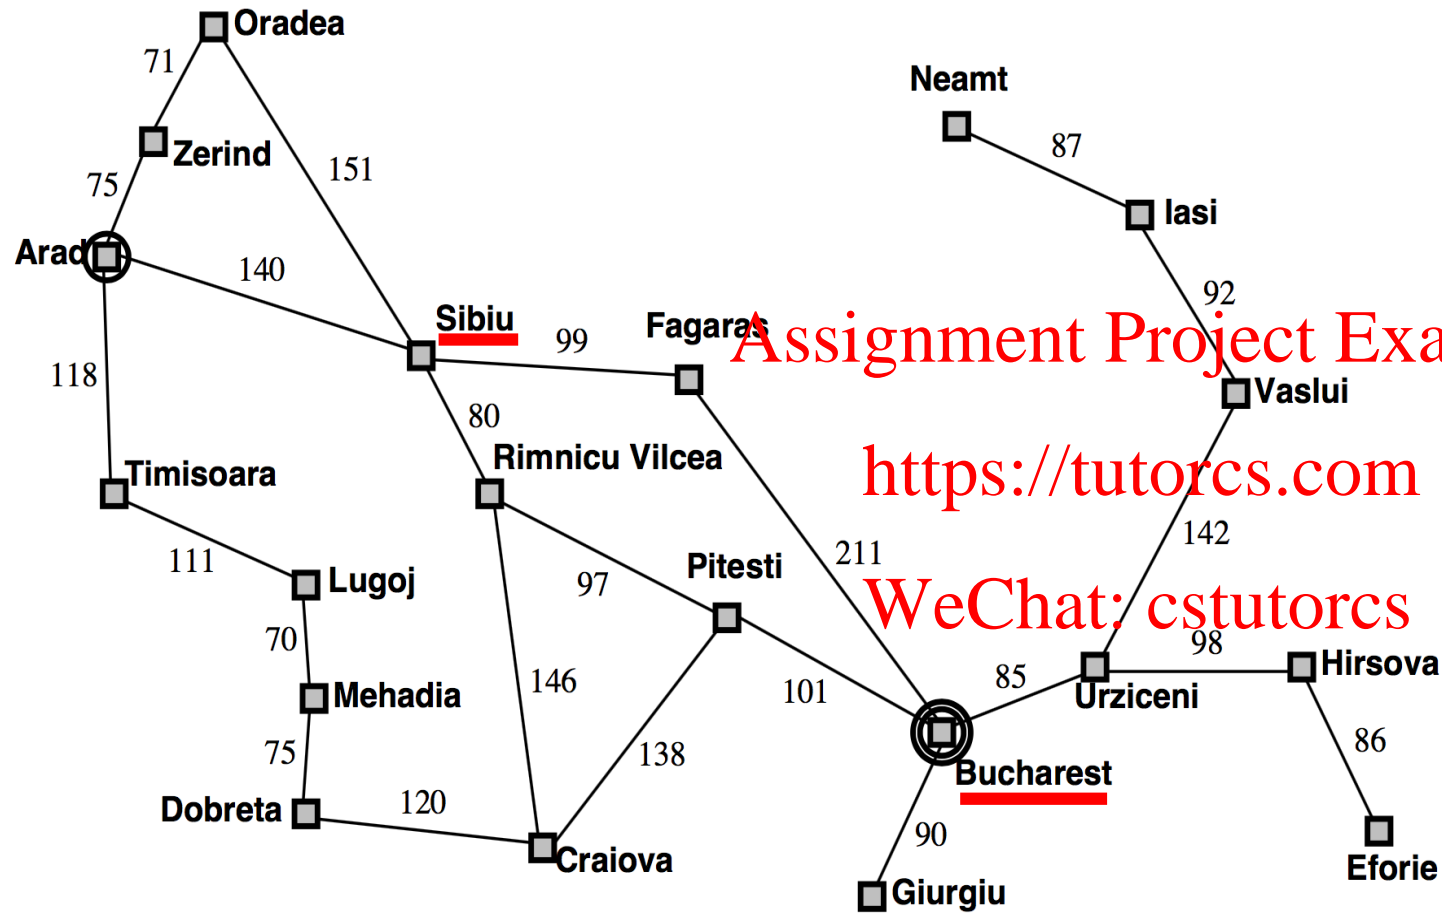 Oradea
71
Neamt
87
Zerind
151
75
Iasi
Arad
140
92
Sibiu
99
Fagaras
Assignment Project Exa
118
Vaslui
80
Rimnicu Vilcea
https://tutorcs.com
Timisoara
142
111
Lugoj
97
Pitesti
211
WeChat: cstutorcs
70
98
Mehadia
146
101
85
Urziceni
Hirsova
75
138
86
Bucharest
Dobreta
120
90
Craiova
Eforie
Giurgiu